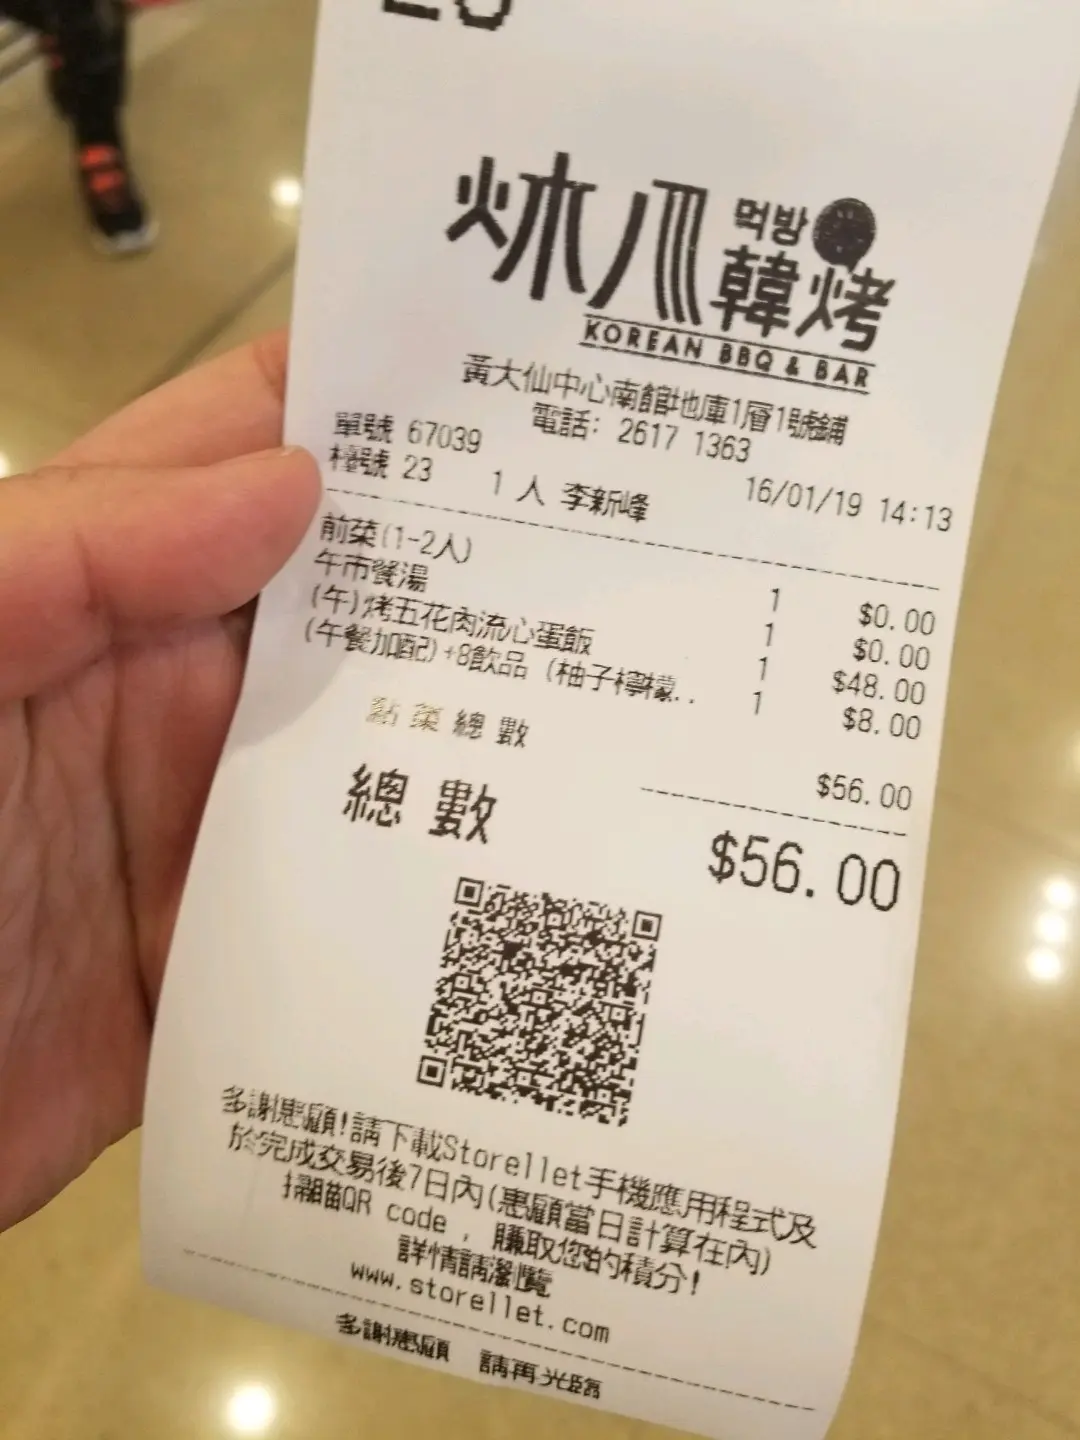 먹방
韓烤
KOREAN BBQ & BAR
黃大仙中心南館地庫1層1號舖
電話: 2617 1363
單號 67039
16/01/19 14:13
檯號 23 1 人 李新峰
前菜(1-2人) 1 $0.00
午市餐湯 1 $0.00
(午)烤五花肉流心蛋飯 1 $48.00
(午餐加配)+8飲品 (柚子檸檬.. 1 $8.00
點菜總數 $56.00
總數 $56.00
多謝惠顧!請下載Storellet手機應用程式及
於完成交易後7日內(惠顧當日計算在內)
掃瞄QR code , 賺取您的積分!
詳情請瀏覽
www.storellet.com
多謝惠顧 請再光臨